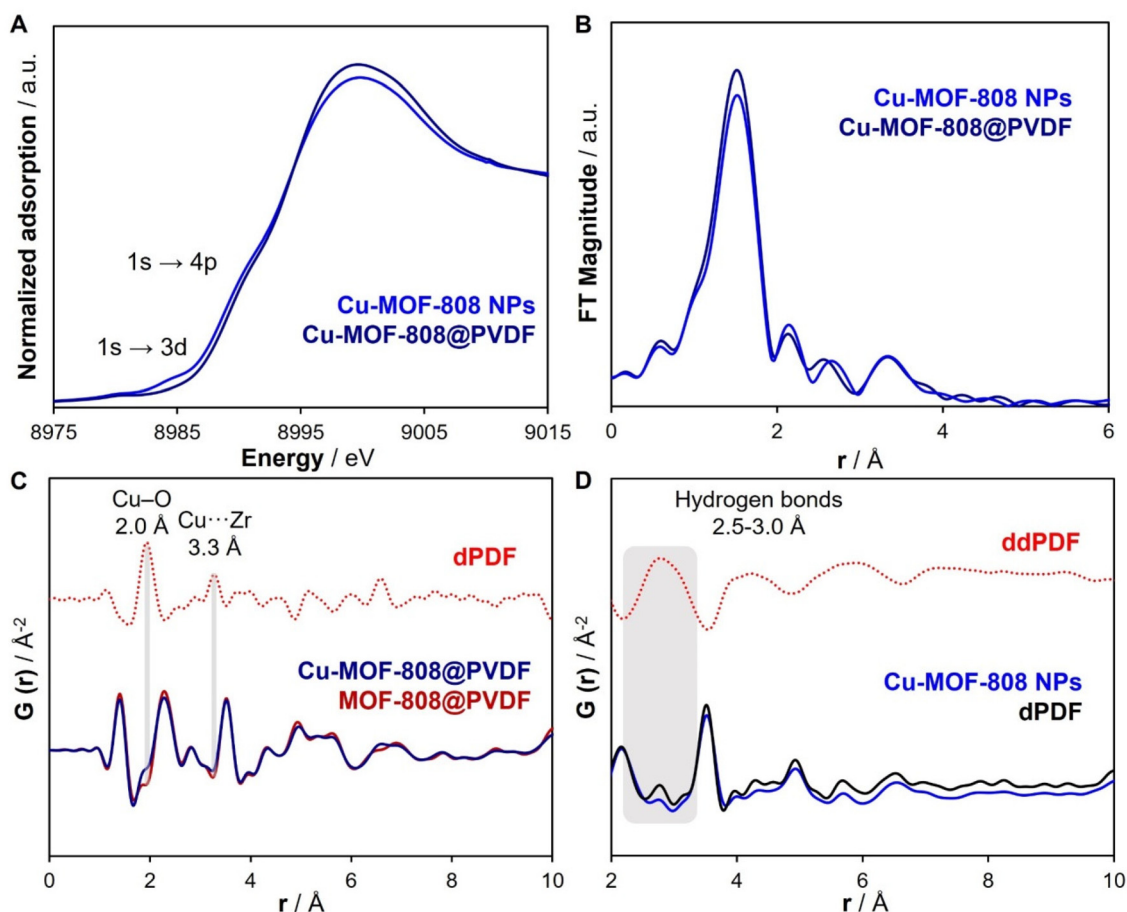 A
Normalized adsorption / a.u.
1s → 4p
1s → 3d
Cu-MOF-808 NPs
Cu-MOF-808@PVDF
8975 8985 8995 9005 9015
Energy / eV
B
FT Magnitude / a.u.
Cu-MOF-808 NPs
Cu-MOF-808@PVDF
0 2 4 6
r / Å
C
G (r) / Å-2
Cu–O
2.0 Å
Cu···Zr
3.3 Å
dPDF
Cu-MOF-808@PVDF
MOF-808@PVDF
0 2 4 6 8 10
r / Å
D
G (r) / Å-2
Hydrogen bonds
2.5-3.0 Å
ddPDF
Cu-MOF-808 NPs
dPDF
2 4 6 8 10
r / Å